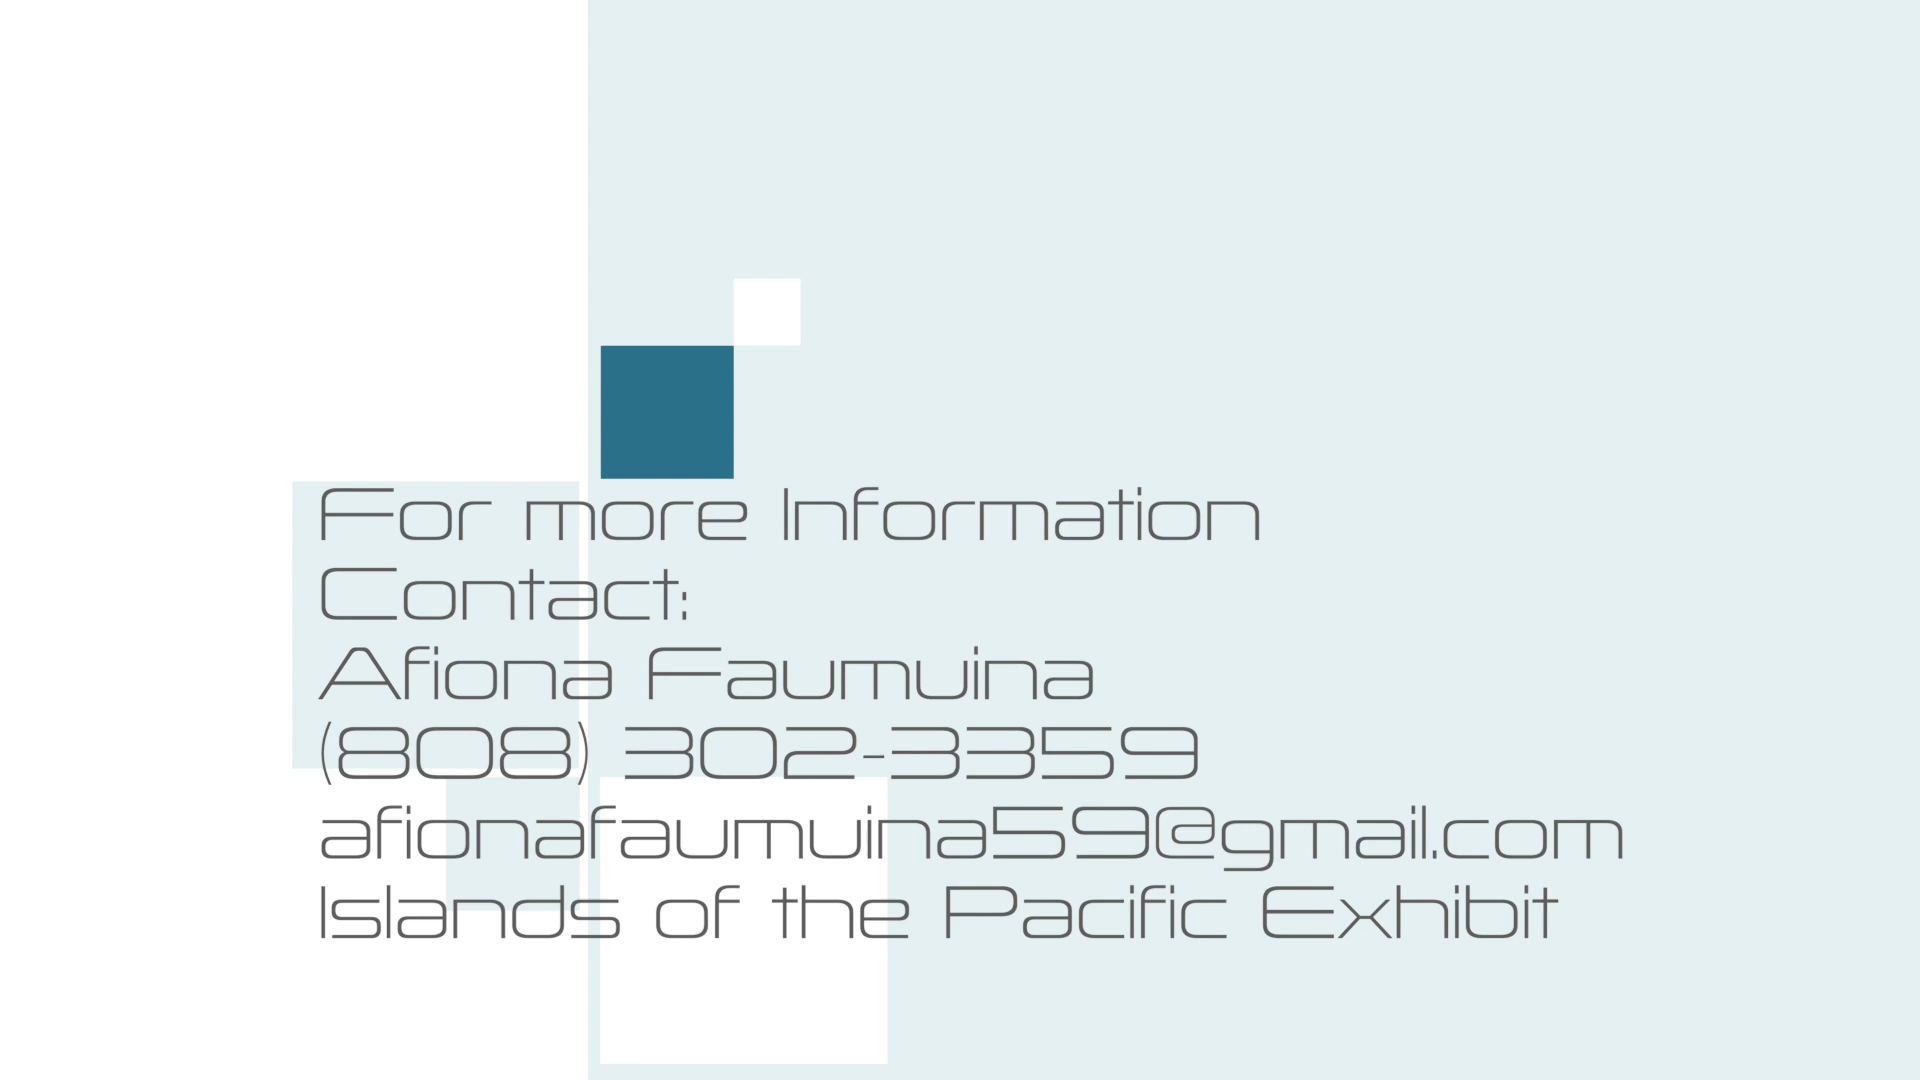 For more Information
Contact:
Afiona Faumuina
(808) 302-3359
afionafaumuina59@gmail.com
Islands of the Pacific Exhibit